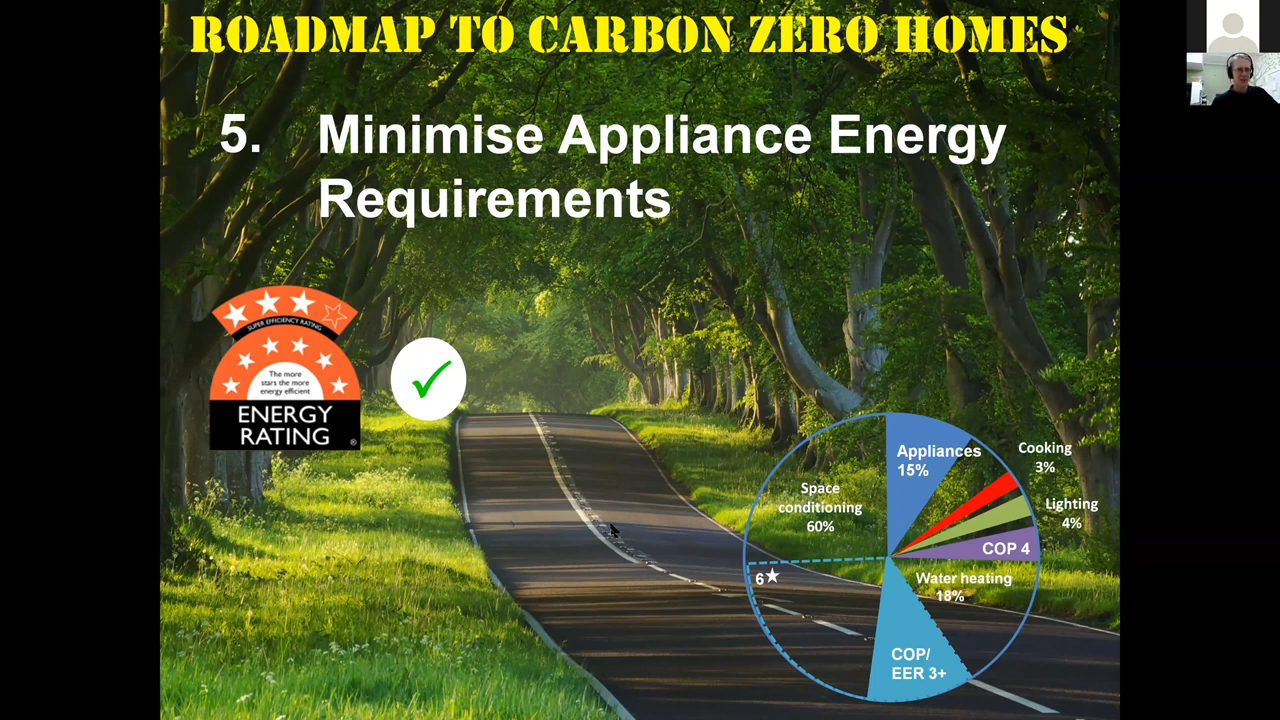 ROADMAP TO CARBON ZERO HOMES
5. Minimise Appliance Energy
Requirements
SUPER EFFICIENCY RATING
The more
stars the more
energy efficient
ENERGY
RATING
®
Appliances
15%
Cooking
3%
Space
conditioning
60%
Lighting
4%
COP 4
6★
Water heating
18%
COP/
EER 3+